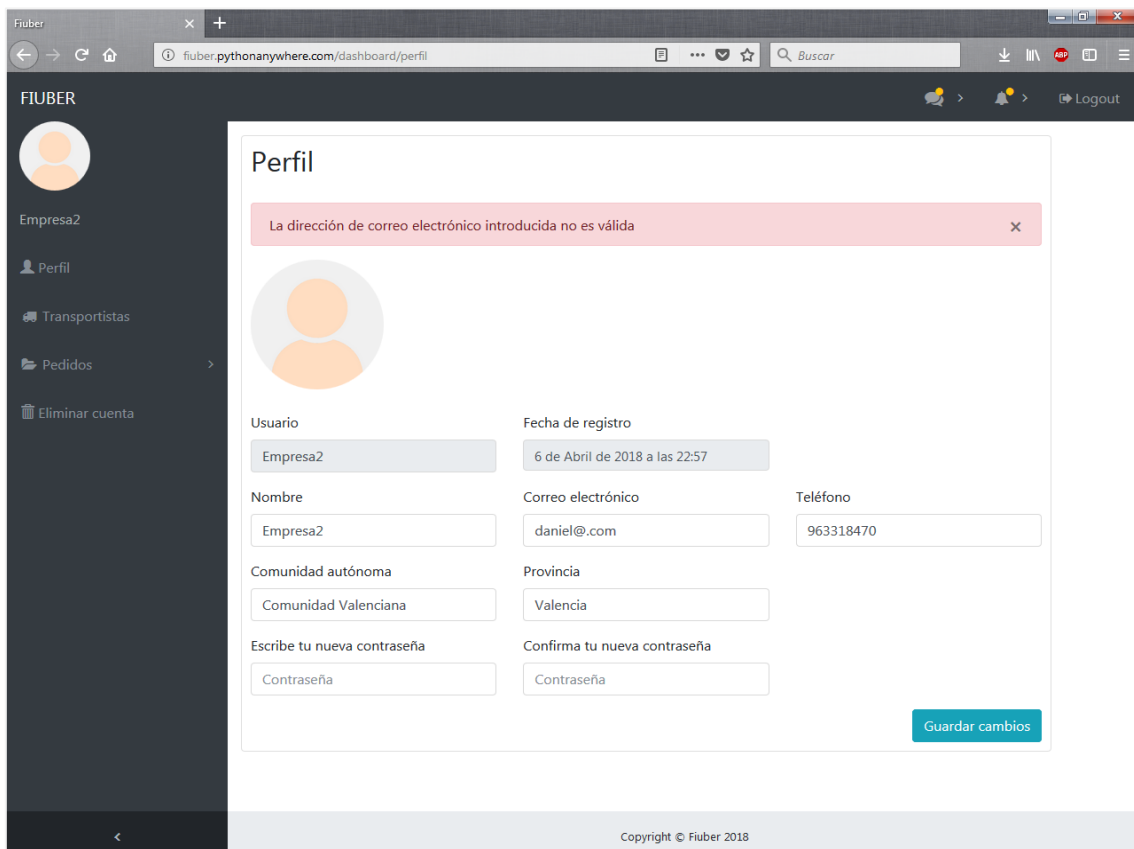 Fiuber
fiuber.pythonanywhere.com/dashboard/perfil
Buscar
ABP
FIUBER
Logout
Empresa2
Perfil
Transportistas
Pedidos
Eliminar cuenta
Perfil
La dirección de correo electrónico introducida no es válida
Usuario Fecha de registro
Empresa2 6 de Abril de 2018 a las 22:57
Nombre Correo electrónico Teléfono
Empresa2 daniel@.com 963318470
Comunidad autónoma Provincia
Comunidad Valenciana Valencia
Escribe tu nueva contraseña Confirma tu nueva contraseña
Contraseña Contraseña
Guardar cambios
Copyright © Fiuber 2018